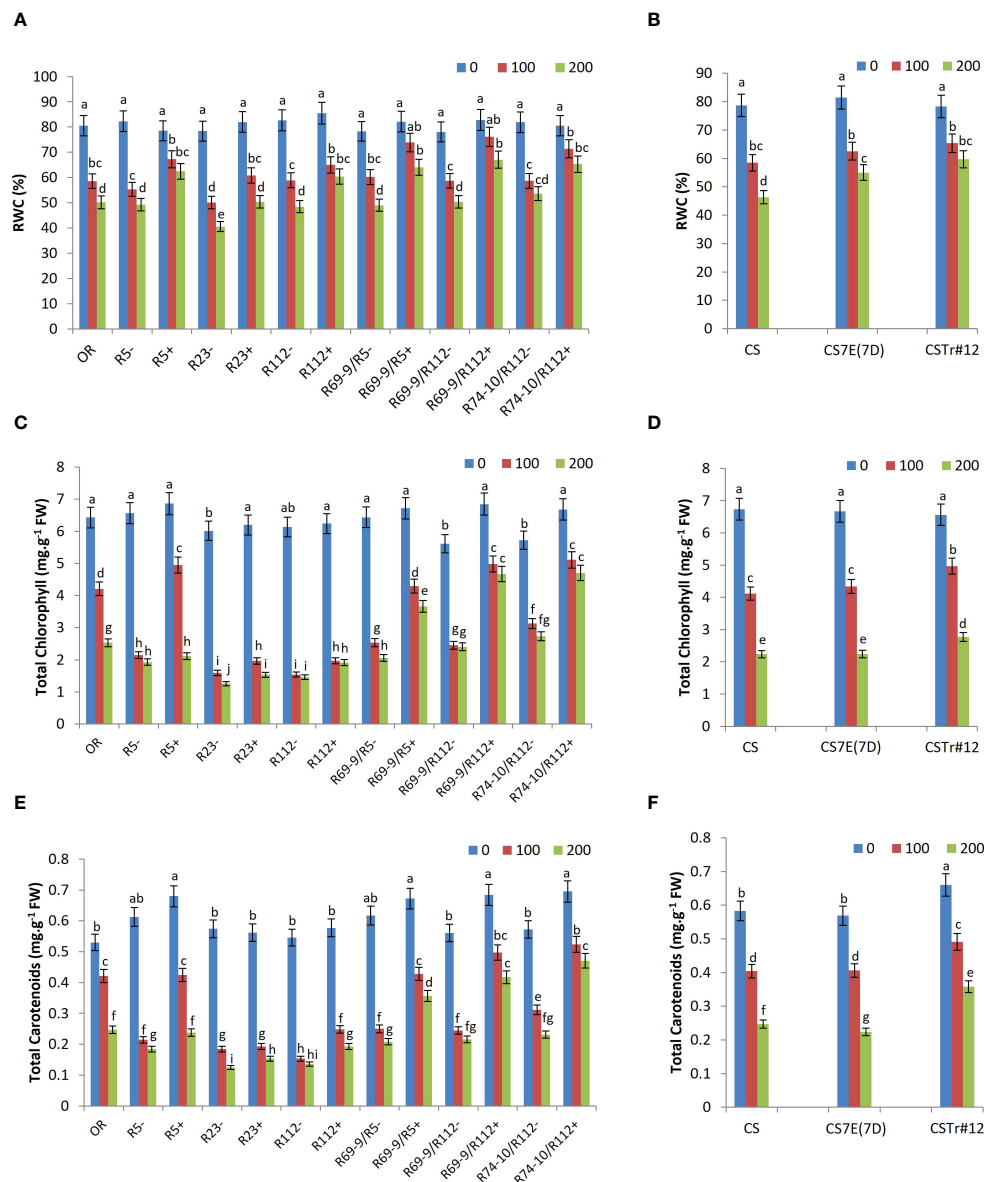 A
0 100 200
RWC (%)
100
90
80
70
60
50
40
30
20
10
0
a bc d
a c d
a b bc
a d e
a bc d
a bc d
a b bc
a bc d
a ab b
a c d
a ab b
a bc cd
a b bc
OR R5- R5+ R23- R23+ R112- R112+ R69-9/R5- R69-9/R5+ R69-9/R112- R69-9/R112+ R74-10/R112- R74-10/R112+
B
0 100 200
RWC (%)
90
80
70
60
50
40
30
20
10
0
a bc d
a bc c
a b bc
CS CS7E(7D) CSTr#12
C
0 100 200
Total Chlorophyll (mg.g⁻¹ FW)
8
7
6
5
4
3
2
1
0
a d g
a h h
a c h
b i j
a h i
ab i i
a h h
a g h
a d e
b g g
a c c
b f fg
a c c
OR R5- R5+ R23- R23+ R112- R112+ R69-9/R5- R69-9/R5+ R69-9/R112- R69-9/R112+ R74-10/R112- R74-10/R112+
D
0 100 200
Total Chlorophyll (mg.g⁻¹ FW)
8
7
6
5
4
3
2
1
0
a c e
a c e
a b d
CS CS7E(7D) CSTr#12
E
0 100 200
Total Carotenoids (mg.g⁻¹ FW)
0.8
0.7
0.6
0.5
0.4
0.3
0.2
0.1
0
b c f
ab f g
a c f
b g i
b g h
b h hi
b f g
ab f g
a c d
b f fg
a bc c
b e fg
a b c
OR R5- R5+ R23- R23+ R112- R112+ R69-9/R5- R69-9/R5+ R69-9/R112- R69-9/R112+ R74-10/R112- R74-10/R112+
F
0 100 200
Total Carotenoids (mg.g⁻¹ FW)
0.8
0.7
0.6
0.5
0.4
0.3
0.2
0.1
0
b d f
b d g
a c e
CS CS7E(7D) CSTr#12